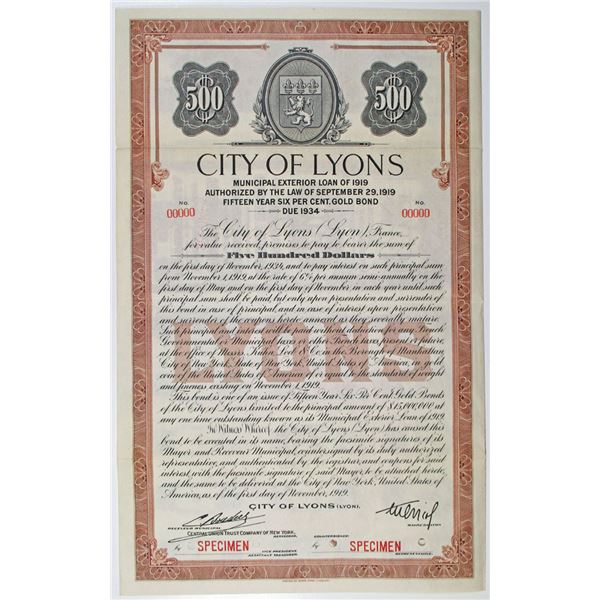 500
500
CITY OF LYONS
MUNICIPAL EXTERIOR LOAN OF 1919
AUTHORIZED BY THE LAW OF SEPTEMBER 29, 1919
FIFTEEN YEAR SIX PER CENT. GOLD BOND
No. DUE 1934 No.
00000 00000
The City of Lyons (Lyon), France,
for value received, promises to pay to bearer the sum of
Five Hundred Dollars
on the first day of November, 1934, and to pay interest on such principal sum
from November 1, 1919, at the rate of 6% per annum semi-annually on the
first day of May and on the first day of November in each year until such
principal sum shall be paid, but only upon presentation and surrender of
this bond in case of principal, and in case of interest upon presentation
and surrender of the coupons hereto annexed as they severally mature.
Such principal and interest will be paid without deduction for any French
Governmental or Municipal taxes or other French taxes present or future,
at the office of Messrs. Kuhn, Loeb & Co. in the Borough of Manhattan,
City of New York, State of New York, United States of America, in gold
coin of the United States of America of or equal to the standard of weight
and fineness existing on November 1, 1919.
This bond is one of an issue of Fifteen Year Six Per Cent. Gold Bonds
of the City of Lyons limited to the principal amount of $15,000,000 at any
one time outstanding known as its Municipal Exterior Loan of 1919.
In Witness Whereof, the City of Lyons (Lyon) has caused this
bond to be executed in its name, bearing the facsimile signatures of its
Mayor and Receveur Municipal, countersigned by its duly authorized
representative, and authenticated by the registrar, and coupons for said
interest with the facsimile signature of said Mayor to be attached hereto,
and the same to be delivered at the City of New York, United States of
America, as of the first day of November, 1919.
LYONS
CITY OF LYONS (LYON),
RECEVEUR MUNICIPAL
CENTRAL UNION TRUST COMPANY OF NEW YORK,
REGISTRAR
COUNTERSIGNED:
by SPECIMEN by SPECIMEN
VICE PRESIDENT
ASSISTANT SECRETARY
REPRESENTATIVE.